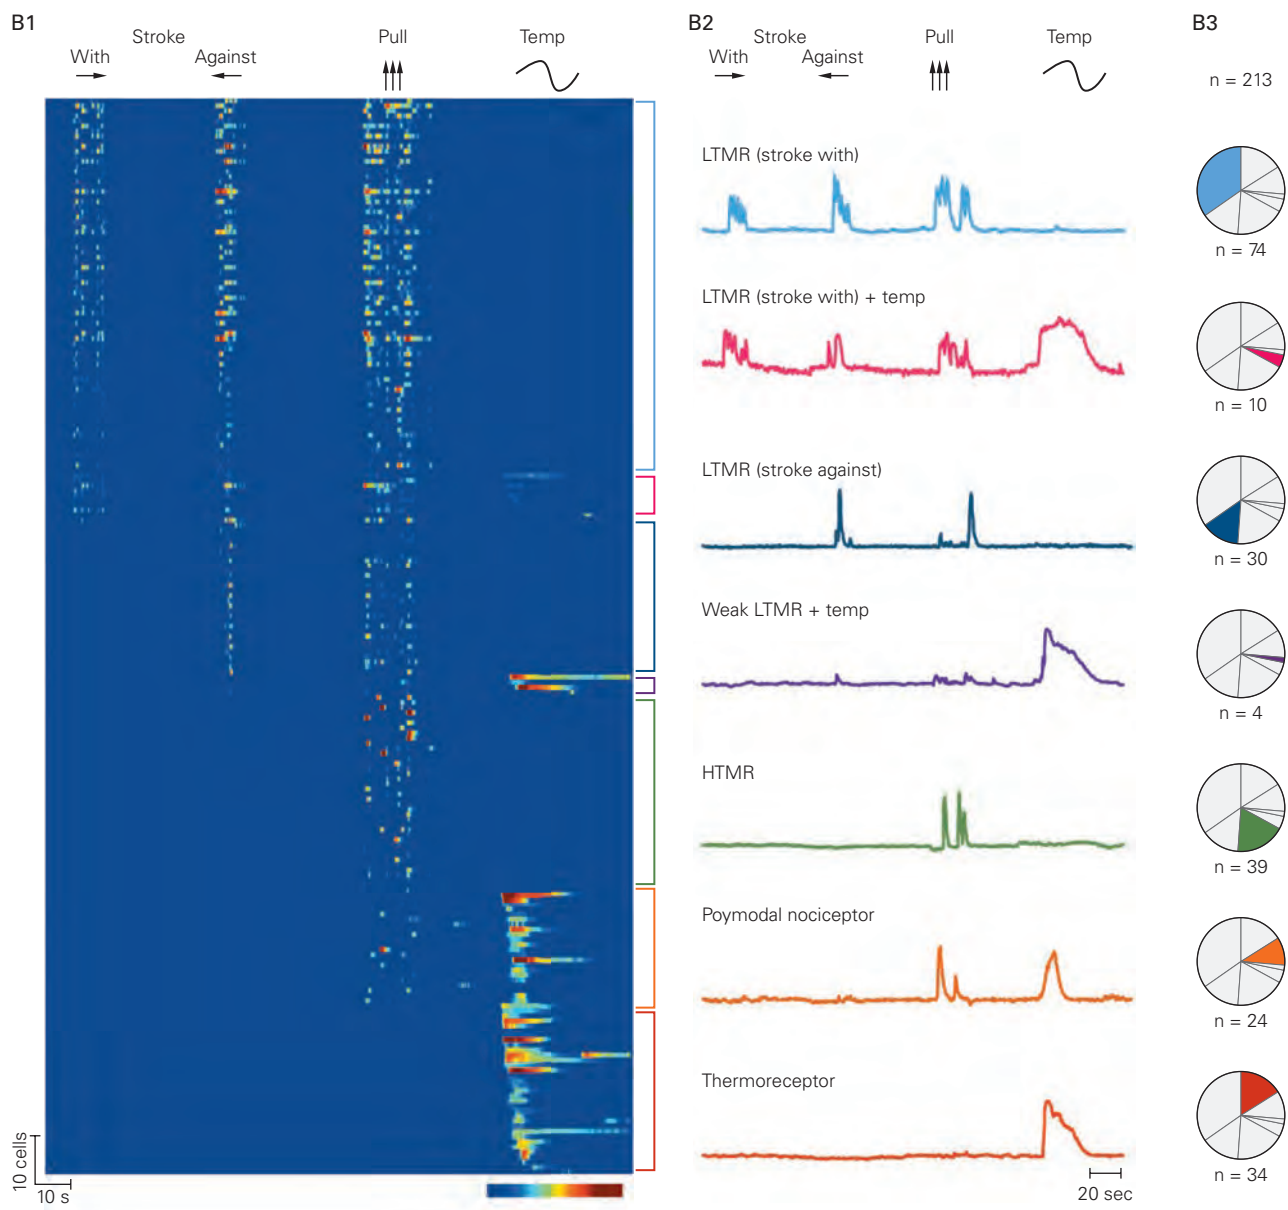 B1
Stroke
With
Against
Pull
Temp
10 cells
10 s
B2
Stroke
With
Against
Pull
Temp
LTMR (stroke with)
LTMR (stroke with) + temp
LTMR (stroke against)
Weak LTMR + temp
HTMR
Poymodal nociceptor
Thermoreceptor
20 sec
B3
n = 213
n = 74
n = 10
n = 30
n = 4
n = 39
n = 24
n = 34